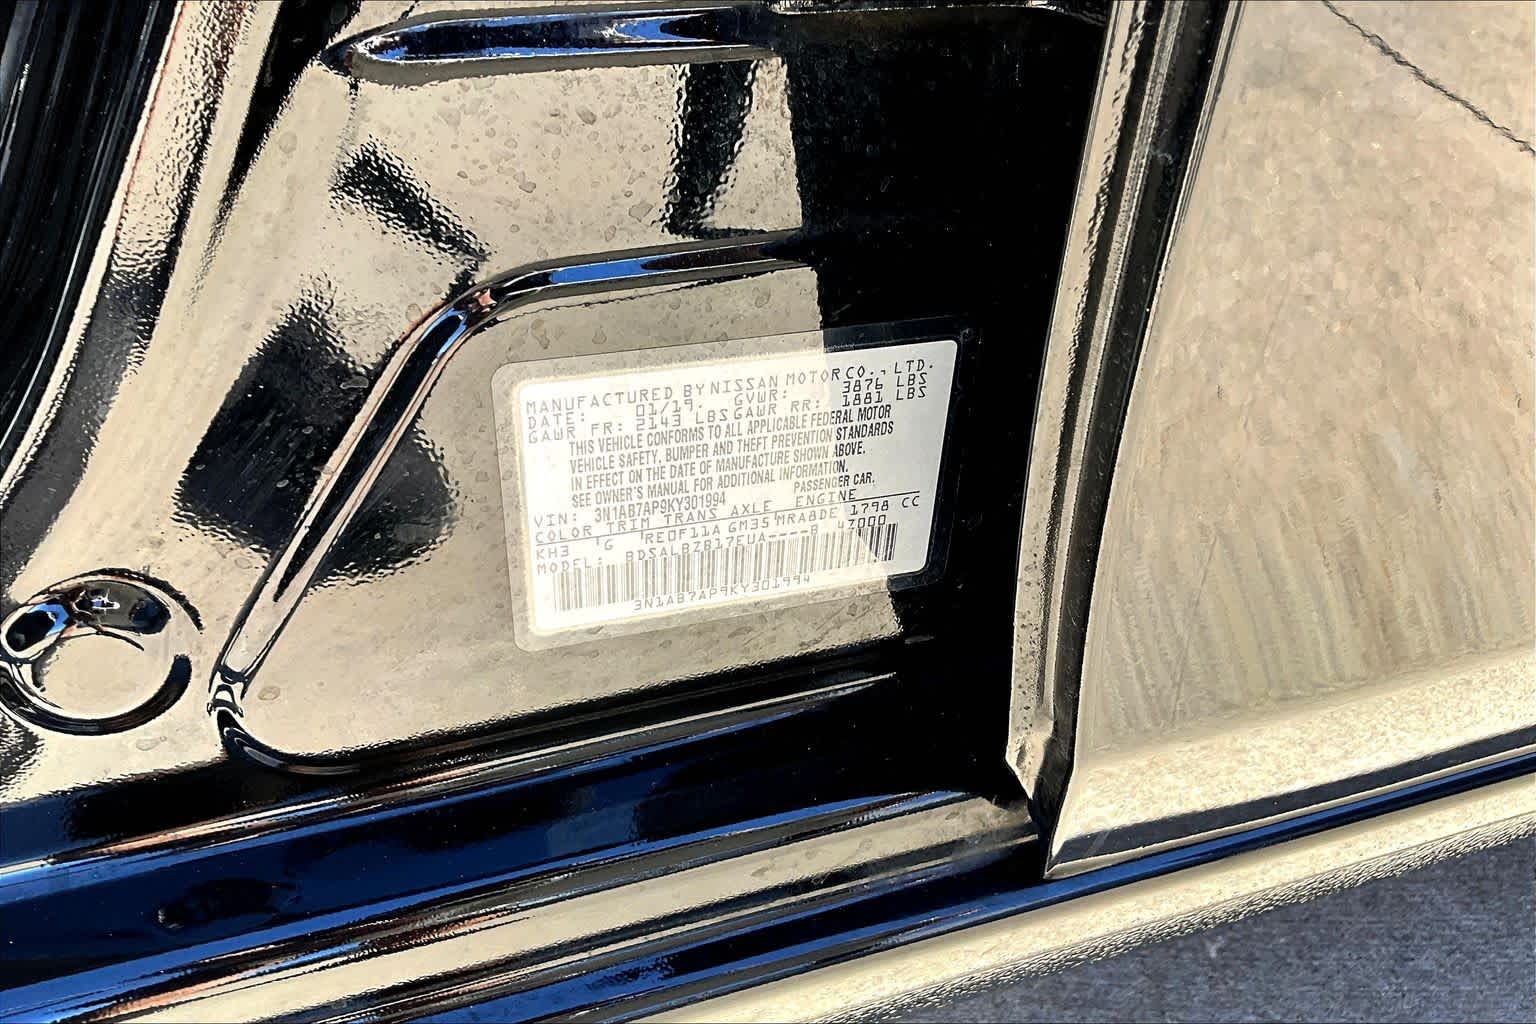 MANUFACTURED BY NISSAN MOTOR CO., LTD.
DATE: 01/19 GVWR: 3876 LBS
GAWR FR: 2143 LBS GAWR RR: 1881 LBS
THIS VEHICLE CONFORMS TO ALL APPLICABLE FEDERAL MOTOR
VEHICLE SAFETY, BUMPER AND THEFT PREVENTION STANDARDS
IN EFFECT ON THE DATE OF MANUFACTURE SHOWN ABOVE.
SEE OWNER'S MANUAL FOR ADDITIONAL INFORMATION.
VIN: 3N1AB7AP9KY301994 PASSENGER CAR.
COLOR TRIM TRANS AXLE ENGINE
KH3 G RE0F11A GM35 MRA8DE 1798 CC
MODEL: BDSALBZB17EUA-----B 47000
3N1AB7AP9KY301994